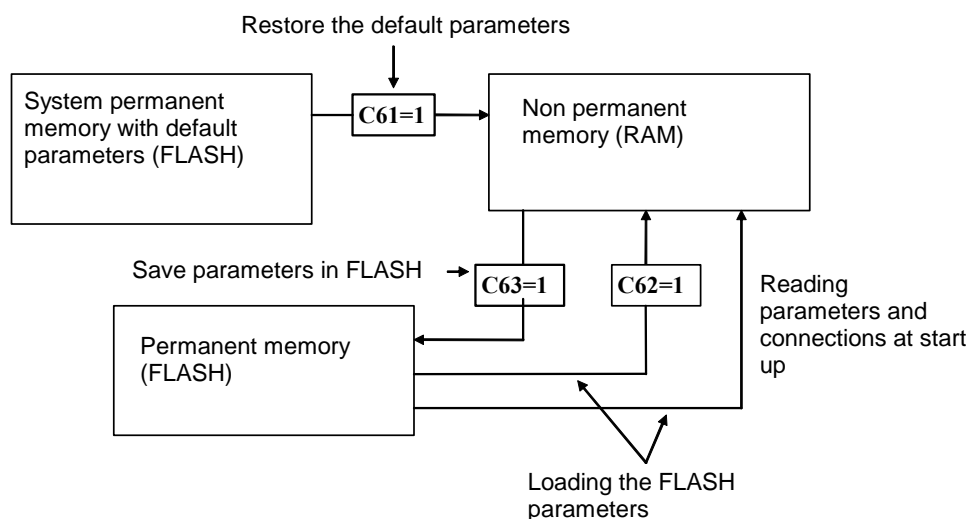 Restore the default parameters
System permanent
memory with default
parameters (FLASH)
C61=1
Non permanent
memory (RAM)
Save parameters in FLASH
C63=1
C62=1
Reading
parameters and
connections at start
up
Permanent memory
(FLASH)
Loading the FLASH
parameters